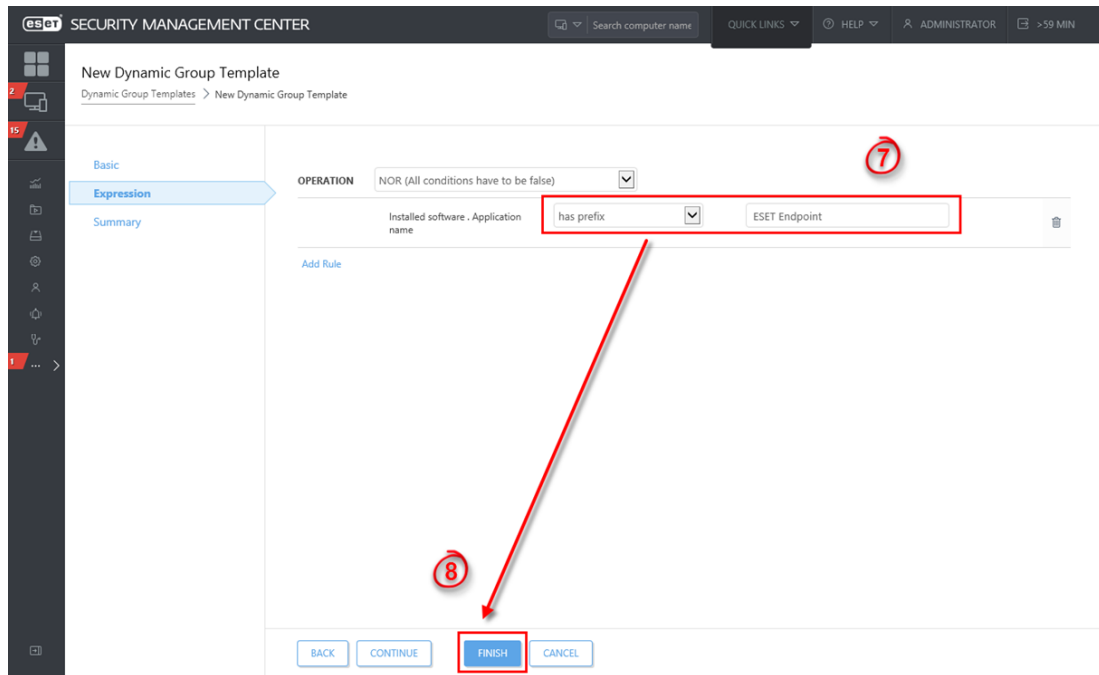 eset SECURITY MANAGEMENT CENTER
Search computer name
QUICK LINKS
HELP
ADMINISTRATOR
>59 MIN
New Dynamic Group Template
Dynamic Group Templates > New Dynamic Group Template
2
15
1
...
Basic
Expression
Summary
7
OPERATION
NOR (All conditions have to be false)
Installed software . Application
name
has prefix
ESET Endpoint
Add Rule
8
BACK
CONTINUE
FINISH
CANCEL